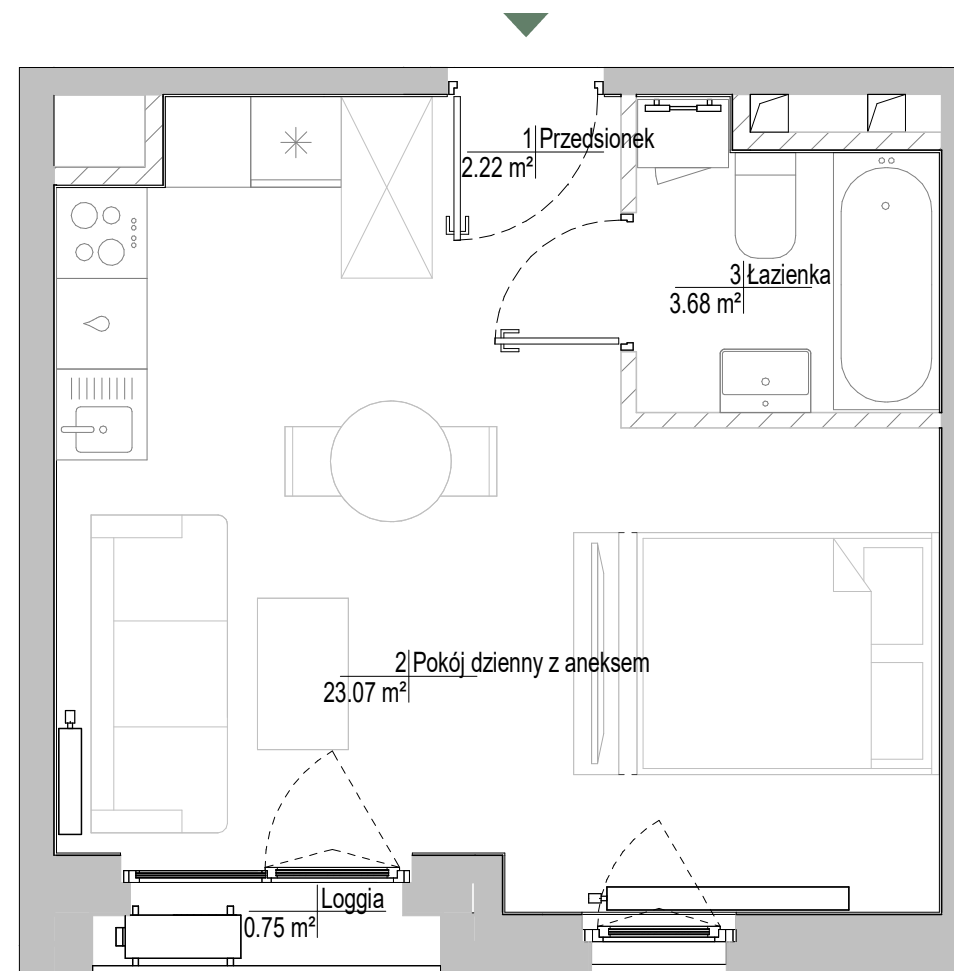 1 Przedsionek
2.22 m²
3 Łazienka
3.68 m²
2 Pokój dzienny z aneksem
23.07 m²
Loggia
0.75 m²